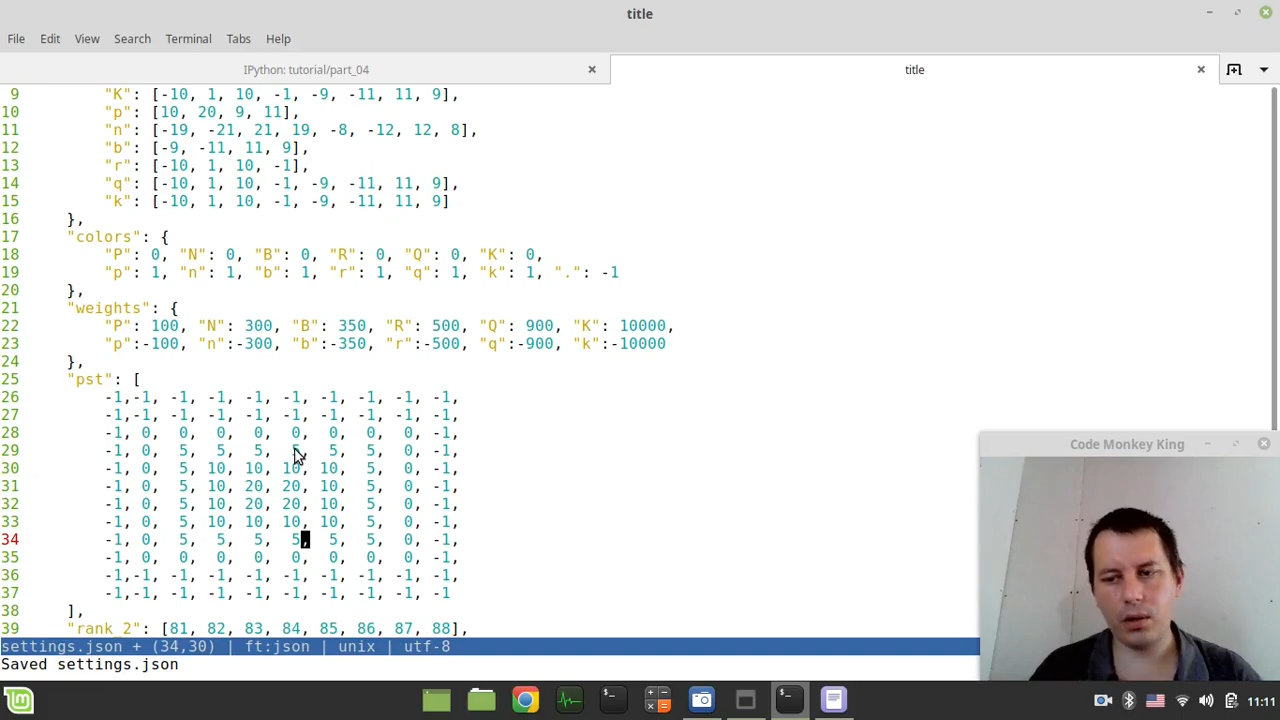 title
File Edit View Search Terminal Tabs Help
IPython: tutorial/part_04
title
9 "K": [-10, 1, 10, -1, -9, -11, 11, 9],
10 "p": [10, 20, 9, 11],
11 "n": [-19, -21, 21, 19, -8, -12, 12, 8],
12 "b": [-9, -11, 11, 9],
13 "r": [-10, 1, 10, -1],
14 "q": [-10, 1, 10, -1, -9, -11, 11, 9],
15 "k": [-10, 1, 10, -1, -9, -11, 11, 9]
16 },
17 "colors": {
18 "P": 0, "N": 0, "B": 0, "R": 0, "Q": 0, "K": 0,
19 "p": 1, "n": 1, "b": 1, "r": 1, "q": 1, "k": 1, ".": -1
20 },
21 "weights": {
22 "P": 100, "N": 300, "B": 350, "R": 500, "Q": 900, "K": 10000,
23 "p":-100, "n":-300, "b":-350, "r":-500, "q":-900, "k":-10000
24 },
25 "pst": [
26 -1,-1, -1, -1, -1, -1, -1, -1, -1, -1,
27 -1,-1, -1, -1, -1, -1, -1, -1, -1, -1,
28 -1, 0, 0, 0, 0, 0, 0, 0, 0, -1,
29 -1, 0, 5, 5, 5, 5, 5, 5, 0, -1,
30 -1, 0, 5, 10, 10, 10, 10, 5, 0, -1,
31 -1, 0, 5, 10, 20, 20, 10, 5, 0, -1,
32 -1, 0, 5, 10, 20, 20, 10, 5, 0, -1,
33 -1, 0, 5, 10, 10, 10, 10, 5, 0, -1,
34 -1, 0, 5, 5, 5, 5, 5, 5, 0, -1,
35 -1, 0, 0, 0, 0, 0, 0, 0, 0, -1,
36 -1,-1, -1, -1, -1, -1, -1, -1, -1, -1,
37 -1,-1, -1, -1, -1, -1, -1, -1, -1, -1
38 ],
39 "rank_2": [81, 82, 83, 84, 85, 86, 87, 88],
settings.json + (34,30) | ft:json | unix | utf-8
Saved settings.json
Code Monkey King
11:11